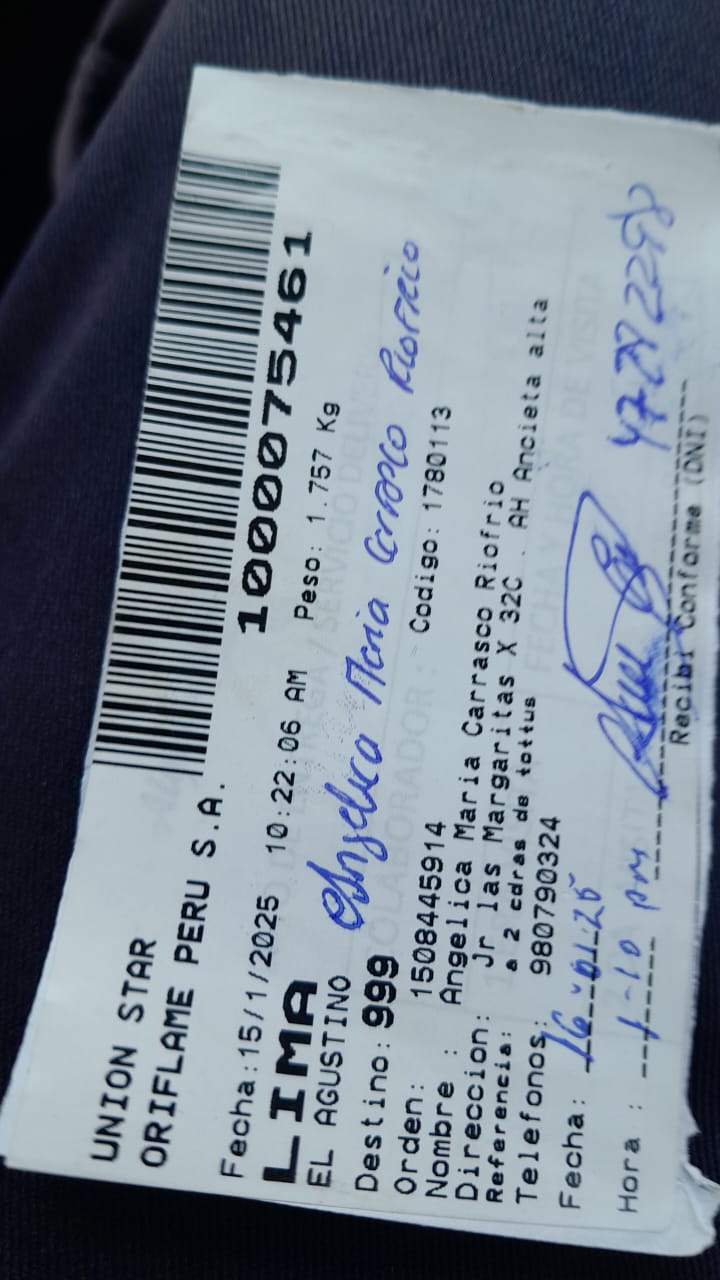 UNION STAR
ORIFLAME PERU S.A.
10000075461
Fecha:15/1/2025 10:22:06 AM Peso: 1.757 Kg
LIMA
EL AGUSTINO
Angelica Maria Carrasco Riofrio
Destino: 999
Orden: 1508445914 Codigo: 1780113
Nombre : Angelica Maria Carrasco Riofrio
Direccion: Jr las Margaritas X 32C . AH Ancieta alta
Referencia: a 2 cdras de tottus
Telefonos: 980790324
Fecha: 16-01-25
Hora : 1-10 pm
Recibi Conforme (DNI)